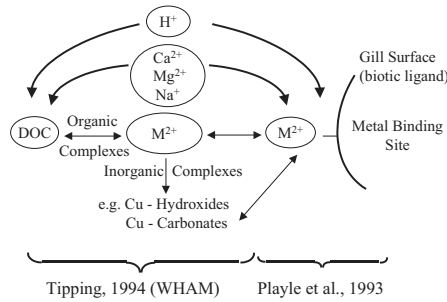 H+
Ca2+
Mg2+
Na+
Gill Surface
(biotic ligand)
DOC
Organic
Complexes
M2+
M2+
Metal Binding
Site
Inorganic Complexes
e.g. Cu - Hydroxides
Cu - Carbonates
Tipping, 1994 (WHAM)
Playle et al., 1993